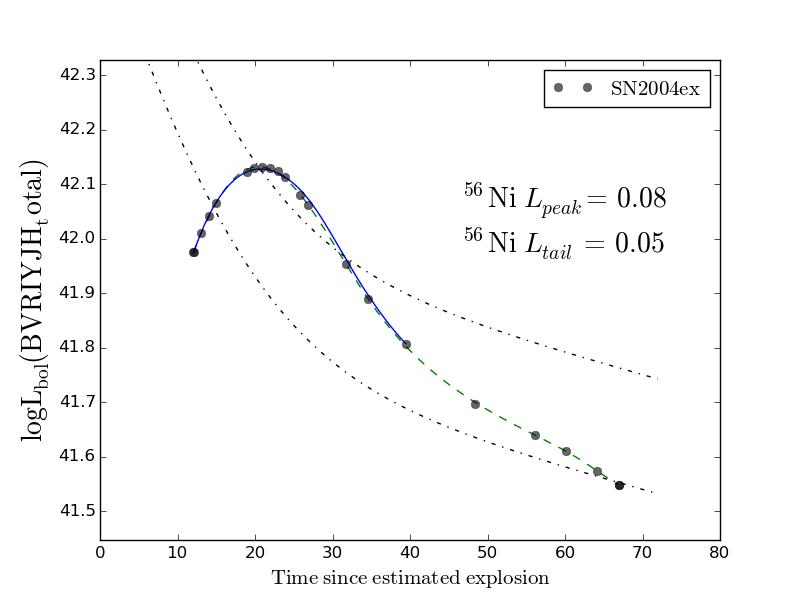 SN2004ex
⁵⁶Ni L_peak = 0.08
⁵⁶Ni L_tail = 0.05
logL_bol(BVRIYJH_total)
42.3
42.2
42.1
42.0
41.9
41.8
41.7
41.6
41.5
0 10 20 30 40 50 60 70 80
Time since estimated explosion